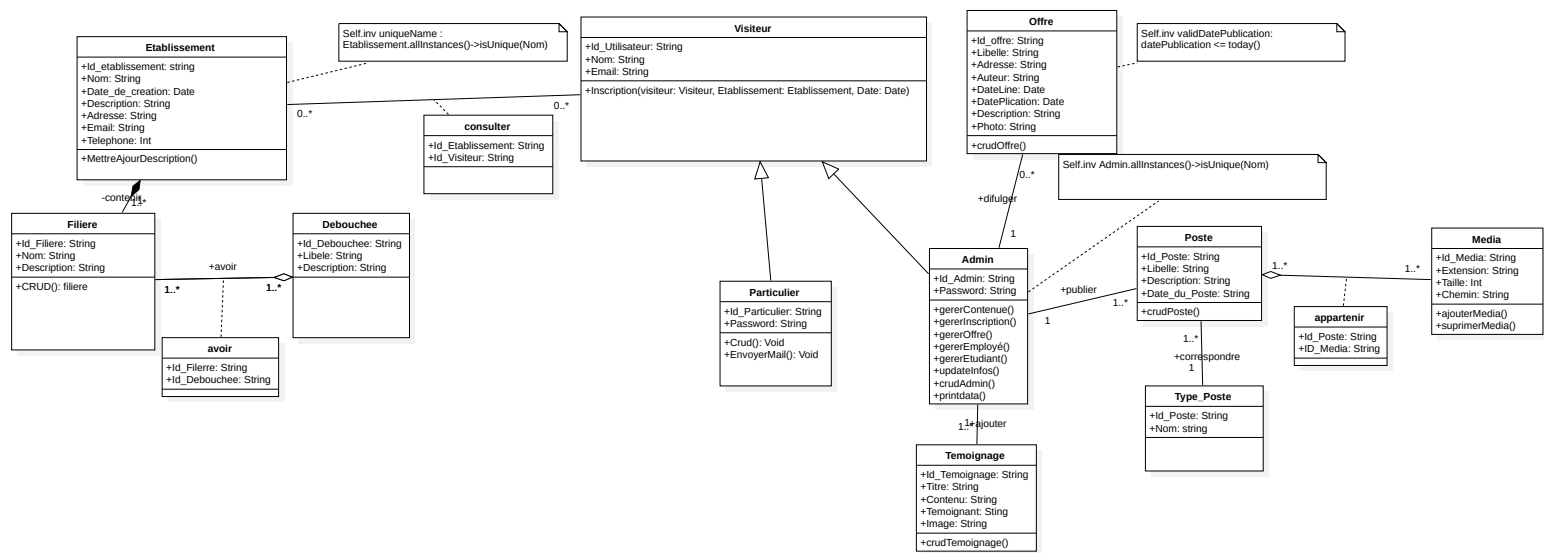 Etablissement
+Id_etablissement: string
+Nom: String
+Date_de_creation: Date
+Description: String
+Adresse: String
+Email: String
+Telephone: Int
+MettreAjourDescription()
Self.inv uniqueName :
Etablissement.allInstances()->isUnique(Nom)
0..*
0..*
consulter
+Id_Etablissement: String
+Id_Visiteur: String
Visiteur
+Id_Utilisateur: String
+Nom: String
+Email: String
+Inscription(visiteur: Visiteur, Etablissement: Etablissement, Date: Date)
Offre
+Id_offre: String
+Libelle: String
+Adresse: String
+Auteur: String
+DateLine: Date
+DatePlication: Date
+Description: String
+Photo: String
+crudOffre()
Self.inv validDatePublication:
datePublication <= today()
Self.inv Admin.allInstances()->isUnique(Nom)
0..*
+difulger
1
-contenir
1..*
Filiere
+Id_Filiere: String
+Nom: String
+Description: String
+CRUD(): filiere
+avoir
1..*
1..*
Debouchee
+Id_Debouchee: String
+Libele: String
+Description: String
avoir
+Id_Filerre: String
+Id_Debouchee: String
Particulier
+Id_Particulier: String
+Password: String
+Crud(): Void
+EnvoyerMail(): Void
Admin
+Id_Admin: String
+Password: String
+gererContenue()
+gererInscription()
+gererOffre()
+gererEmployé()
+gererEtudiant()
+updateInfos()
+crudAdmin()
+printdata()
+publier
1
1..*
Poste
+Id_Poste: String
+Libelle: String
+Description: String
+Date_du_Poste: String
+crudPoste()
1..*
1..*
Media
+Id_Media: String
+Extension: String
+Taille: Int
+Chemin: String
+ajouterMedia()
+suprimerMedia()
appartenir
+Id_Poste: String
+ID_Media: String
1..*
+correspondre
1
Type_Poste
+Id_Poste: String
+Nom: string
1
1..*
+ajouter
Temoignage
+Id_Temoignage: String
+Titre: String
+Contenu: String
+Temoignant: Sting
+Image: String
+crudTemoignage()